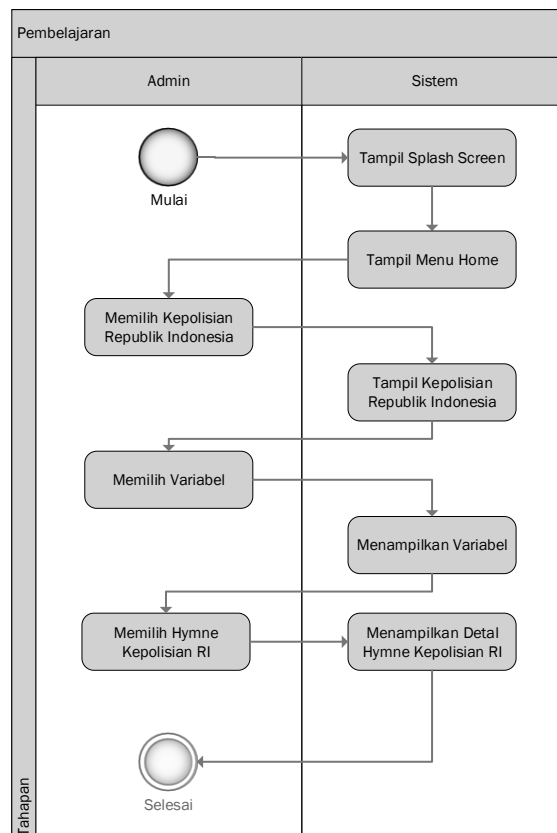 Pembelajaran
Admin
Sistem
Mulai
Tampil Splash Screen
Tampil Menu Home
Memilih Kepolisian
Republik Indonesia
Tampil Kepolisian
Republik Indonesia
Memilih Variabel
Menampilkan Variabel
Memilih Hymne
Kepolisian RI
Menampilkan Detal
Hymne Kepolisian RI
Selesai
Tahapan